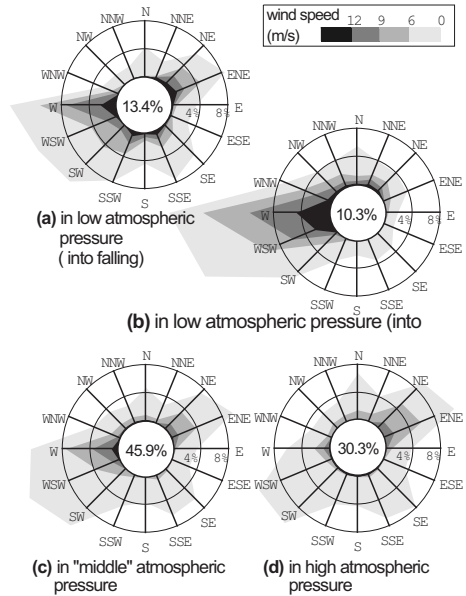 wind speed
(m/s)
12 9 6 0
N
NNE
NE
ENE
E
ESE
SE
SSE
S
SSW
SW
WSW
W
WNW
NW
NNW
13.4%
4% 8%
(a) in low atmospheric
pressure
( into falling)
N
NNE
NE
ENE
E
ESE
SE
SSE
S
SSW
SW
WSW
W
WNW
NW
NNW
10.3%
4% 8%
(b) in low atmospheric pressure (into
N
NNE
NE
ENE
E
ESE
SE
SSE
S
SSW
SW
WSW
W
WNW
NW
NNW
45.9%
4% 8%
(c) in "middle" atmospheric
pressure
N
NNE
NE
ENE
E
ESE
SE
SSE
S
SSW
SW
WSW
W
WNW
NW
NNW
30.3%
4% 8%
(d) in high atmospheric
pressure